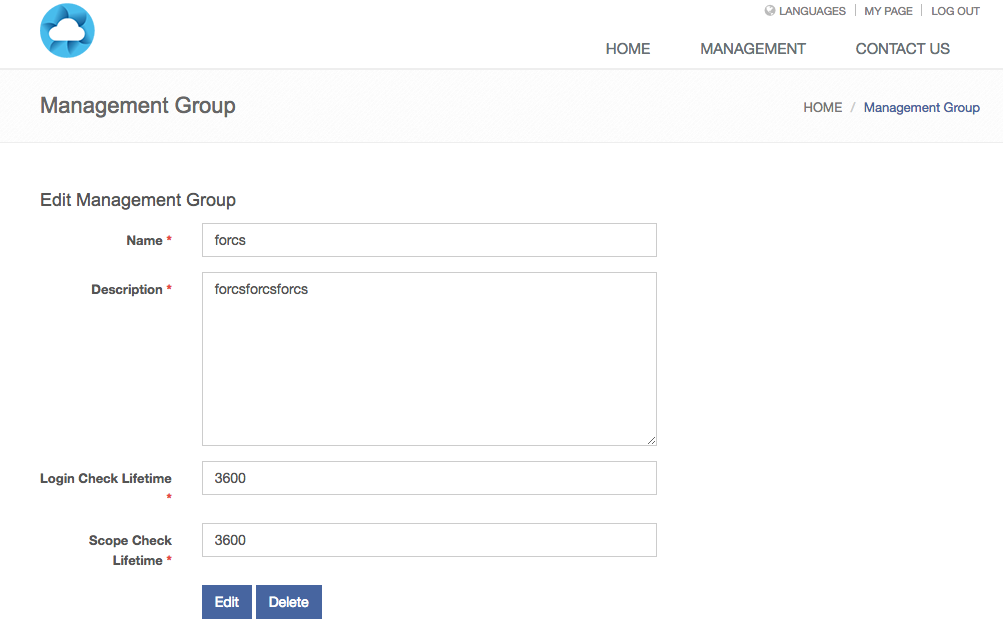 LANGUAGES MY PAGE LOG OUT
HOME MANAGEMENT CONTACT US
Management Group
HOME / Management Group
Edit Management Group
Name * forcs
Description * forcsforcsforcs
Login Check Lifetime
* 3600
Scope Check
Lifetime * 3600
Edit Delete